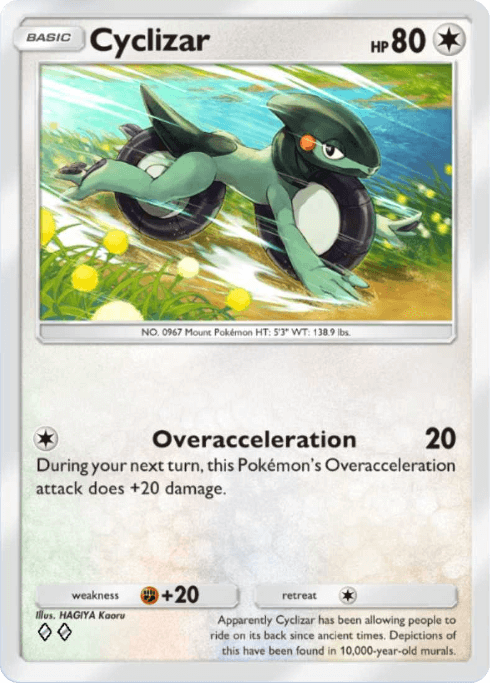 BASIC Cyclizar HP 80
NO. 0967 Mount Pokémon HT: 5'3" WT: 138.9 lbs.
Overacceleration 20
During your next turn, this Pokémon's Overacceleration
attack does +20 damage.
weakness +20 retreat
Illus. HAGIYA Kaoru
Apparently Cyclizar has been allowing people to
ride on its back since ancient times. Depictions of
this have been found in 10,000-year-old murals.